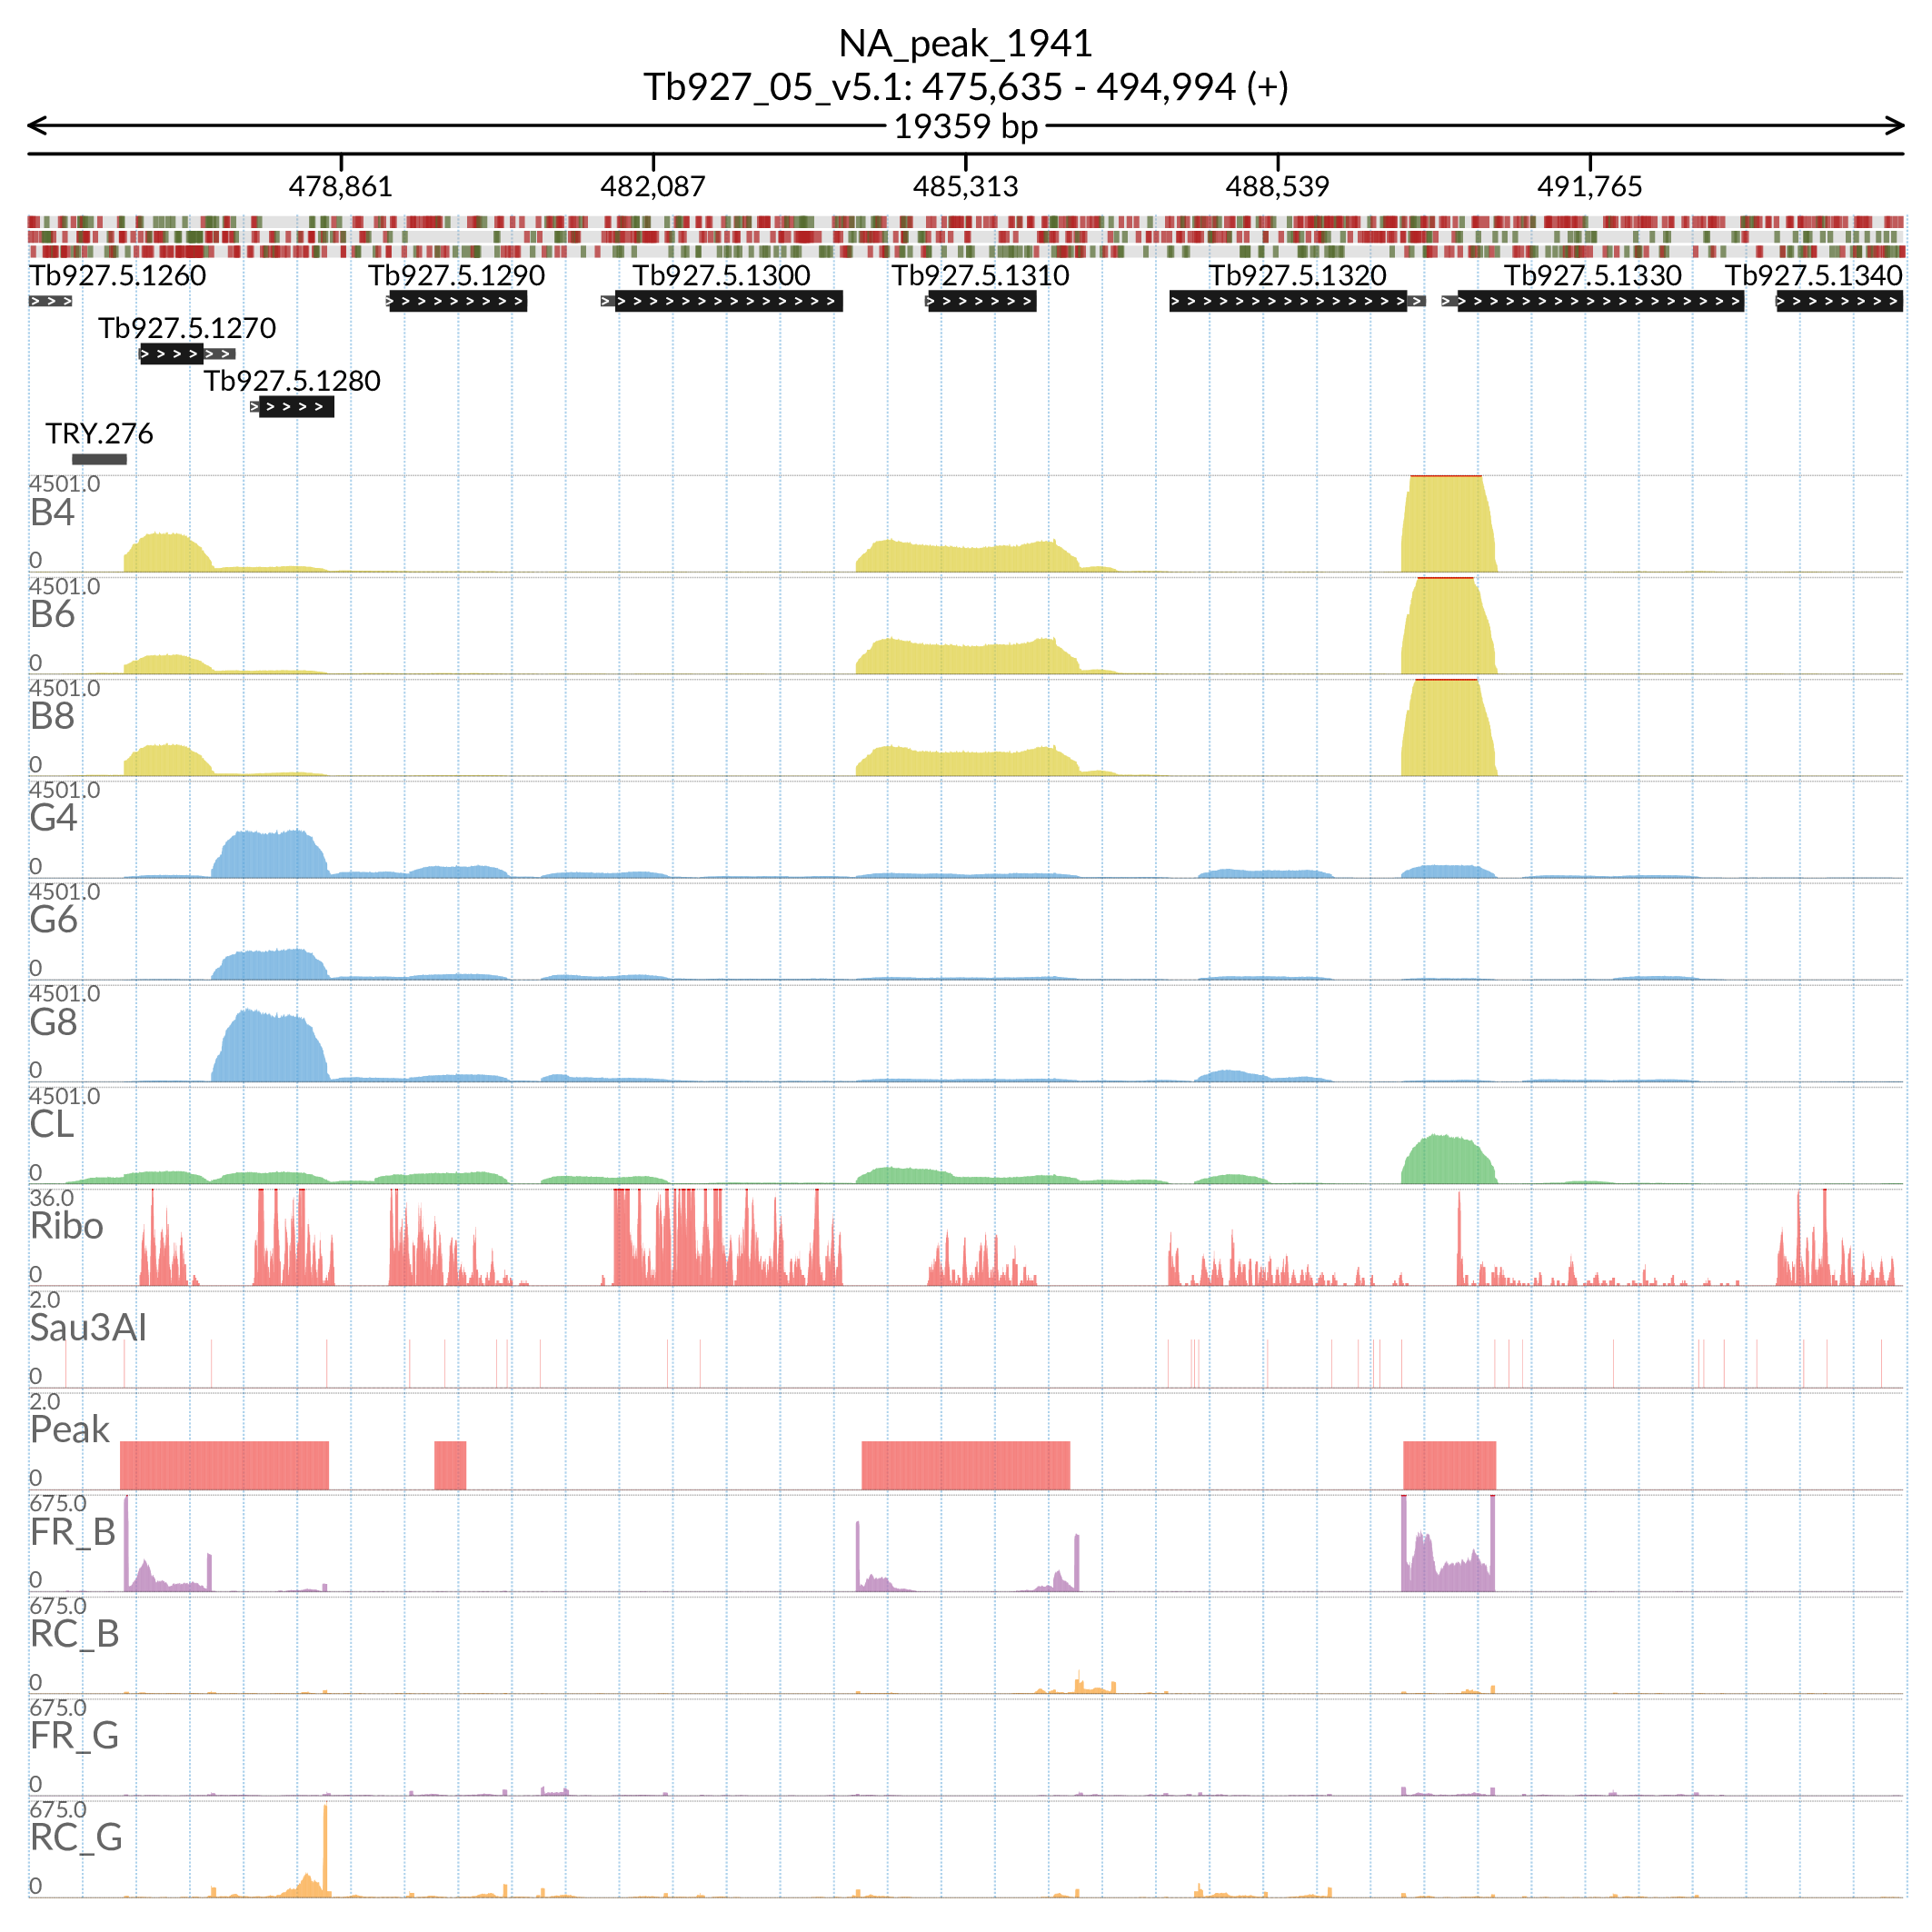 NA_peak_1941
Tb927_05_v5.1: 475,635 - 494,994 (+)
19359 bp
478,861 482,087 485,313 488,539 491,765
Tb927.5.1260 Tb927.5.1290 Tb927.5.1300 Tb927.5.1310 Tb927.5.1320 Tb927.5.1330 Tb927.5.1340
Tb927.5.1270
Tb927.5.1280
TRY.276
4501.0
B4
0
4501.0
B6
0
4501.0
B8
0
4501.0
G4
0
4501.0
G6
0
4501.0
G8
0
4501.0
CL
0
36.0
Ribo
0
2.0
Sau3AI
0
2.0
Peak
0
675.0
FR_B
0
675.0
RC_B
0
675.0
FR_G
0
675.0
RC_G
0